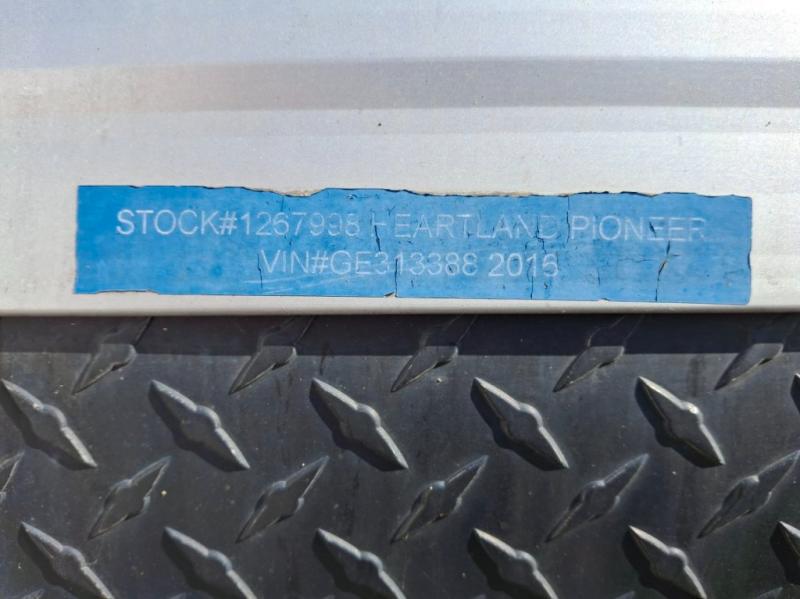 STOCK#1267998 HEARTLAND PIONEER
VIN#GE313388 2016